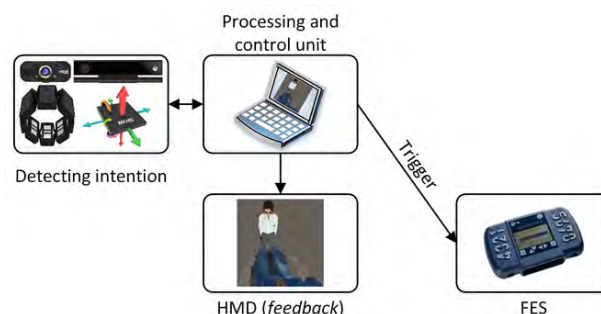 Processing and
control unit
Detecting intention
Trigger
HMD (feedback)
FES